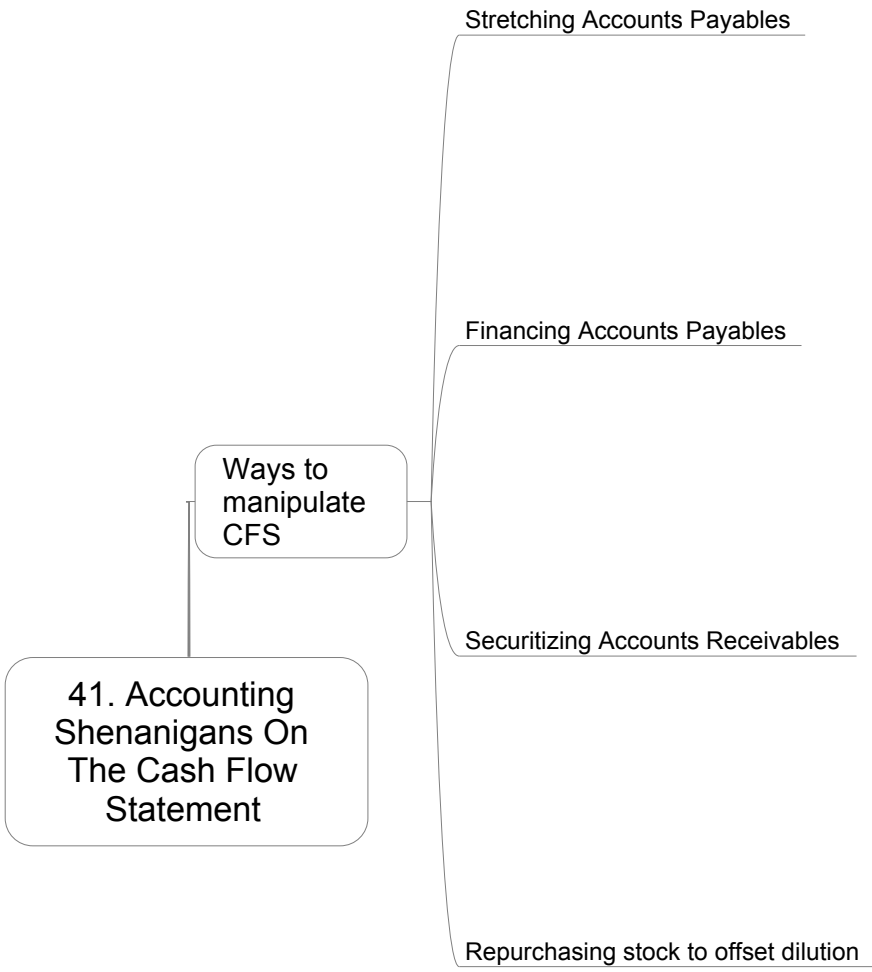 Stretching Accounts Payables
Financing Accounts Payables
Ways to
manipulate
CFS
Securitizing Accounts Receivables
41. Accounting
Shenanigans On
The Cash Flow
Statement
Repurchasing stock to offset dilution